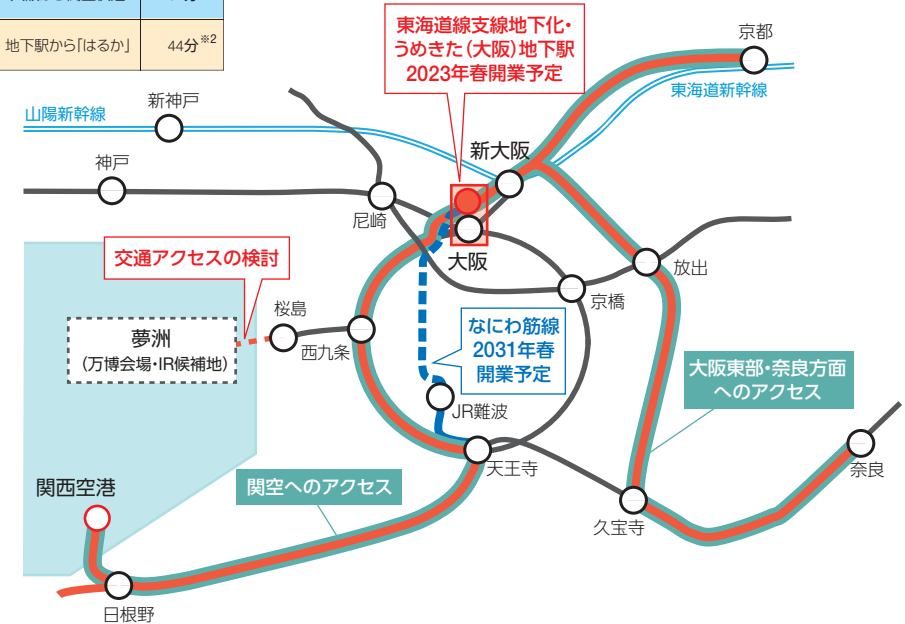 地下駅から「はるか」 44分※2
東海道線支線地下化・
うめきた(大阪)地下駅
2023年春開業予定
京都
東海道新幹線
山陽新幹線
新神戸
新大阪
神戸
尼崎
大阪
放出
交通アクセスの検討
京橋
桜島
西九条
夢洲
(万博会場・IR候補地)
なにわ筋線
2031年春
開業予定
大阪東部・奈良方面
へのアクセス
JR難波
天王寺
奈良
関西空港
関空へのアクセス
久宝寺
日根野